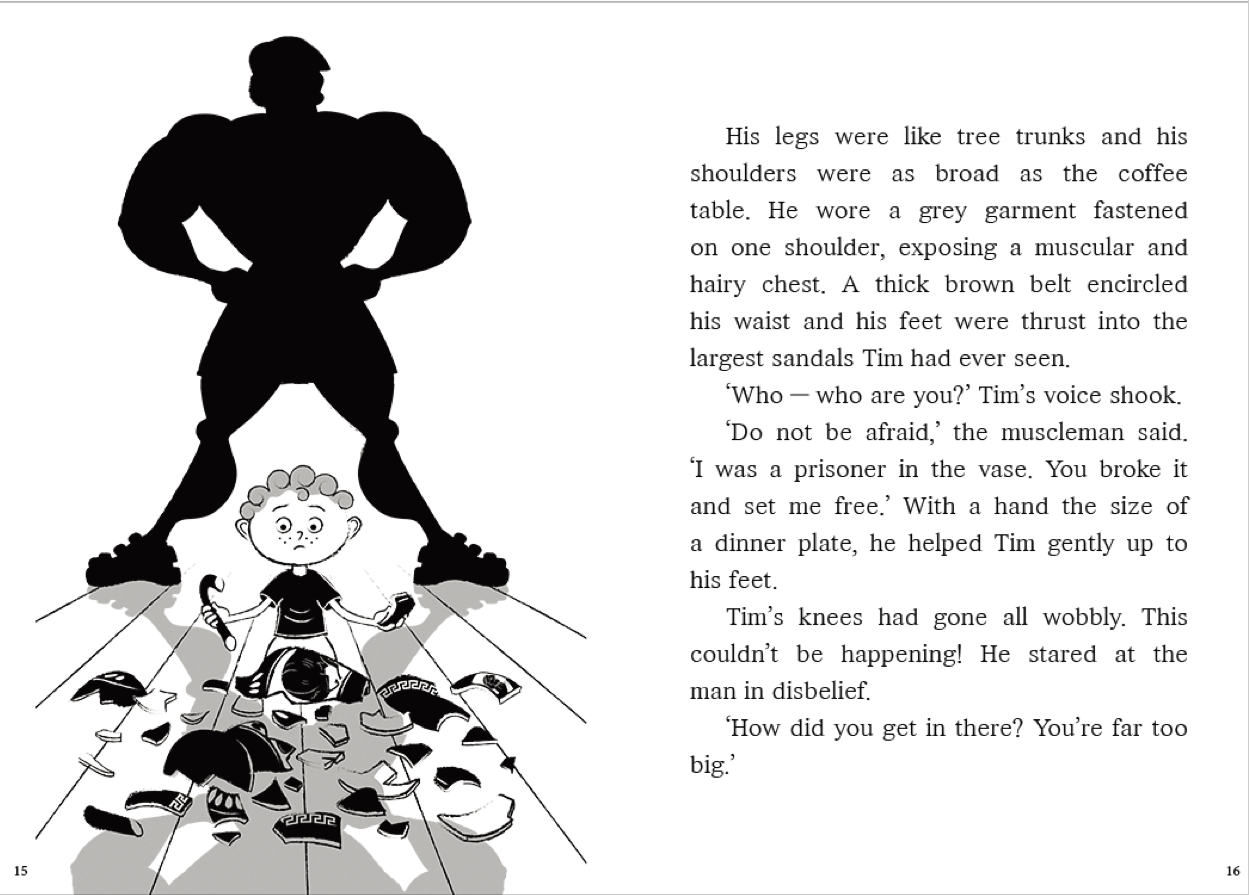 His legs were like tree trunks and his
shoulders were as broad as the coffee
table. He wore a grey garment fastened
on one shoulder, exposing a muscular and
hairy chest. A thick brown belt encircled
his waist and his feet were thrust into the
largest sandals Tim had ever seen.
‘Who — who are you?’ Tim’s voice shook.
‘Do not be afraid,’ the muscleman said.
‘I was a prisoner in the vase. You broke it
and set me free.’ With a hand the size of
a dinner plate, he helped Tim gently up to
his feet.
Tim’s knees had gone all wobbly. This
couldn’t be happening! He stared at the
man in disbelief.
‘How did you get in there? You’re far too
big.’
15
16